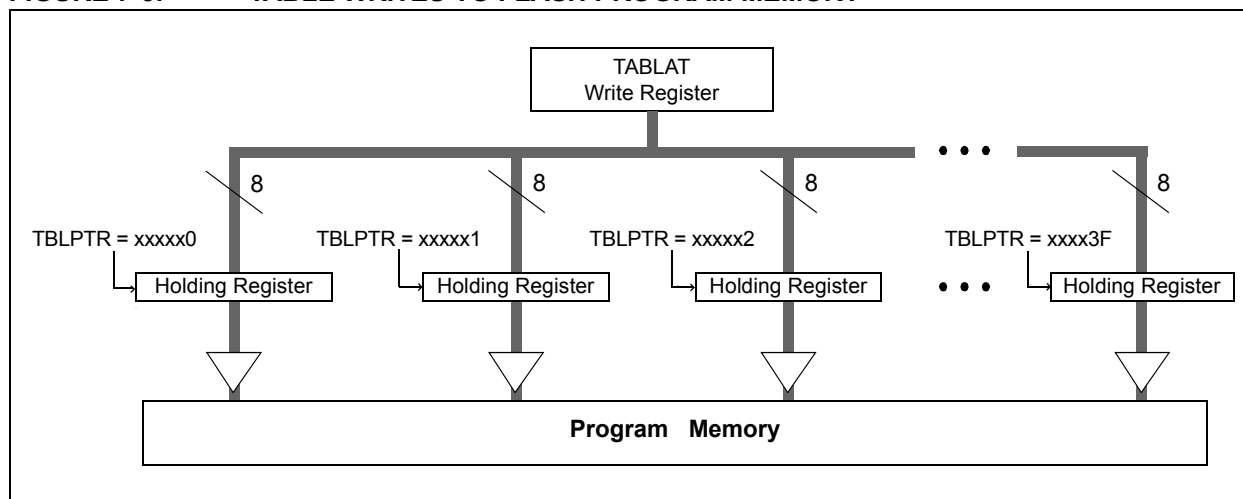 TABLAT
Write Register
8 8 8 8
TBLPTR = xxxxx0 TBLPTR = xxxxx1 TBLPTR = xxxxx2 TBLPTR = xxxx3F
Holding Register Holding Register Holding Register Holding Register
Program Memory